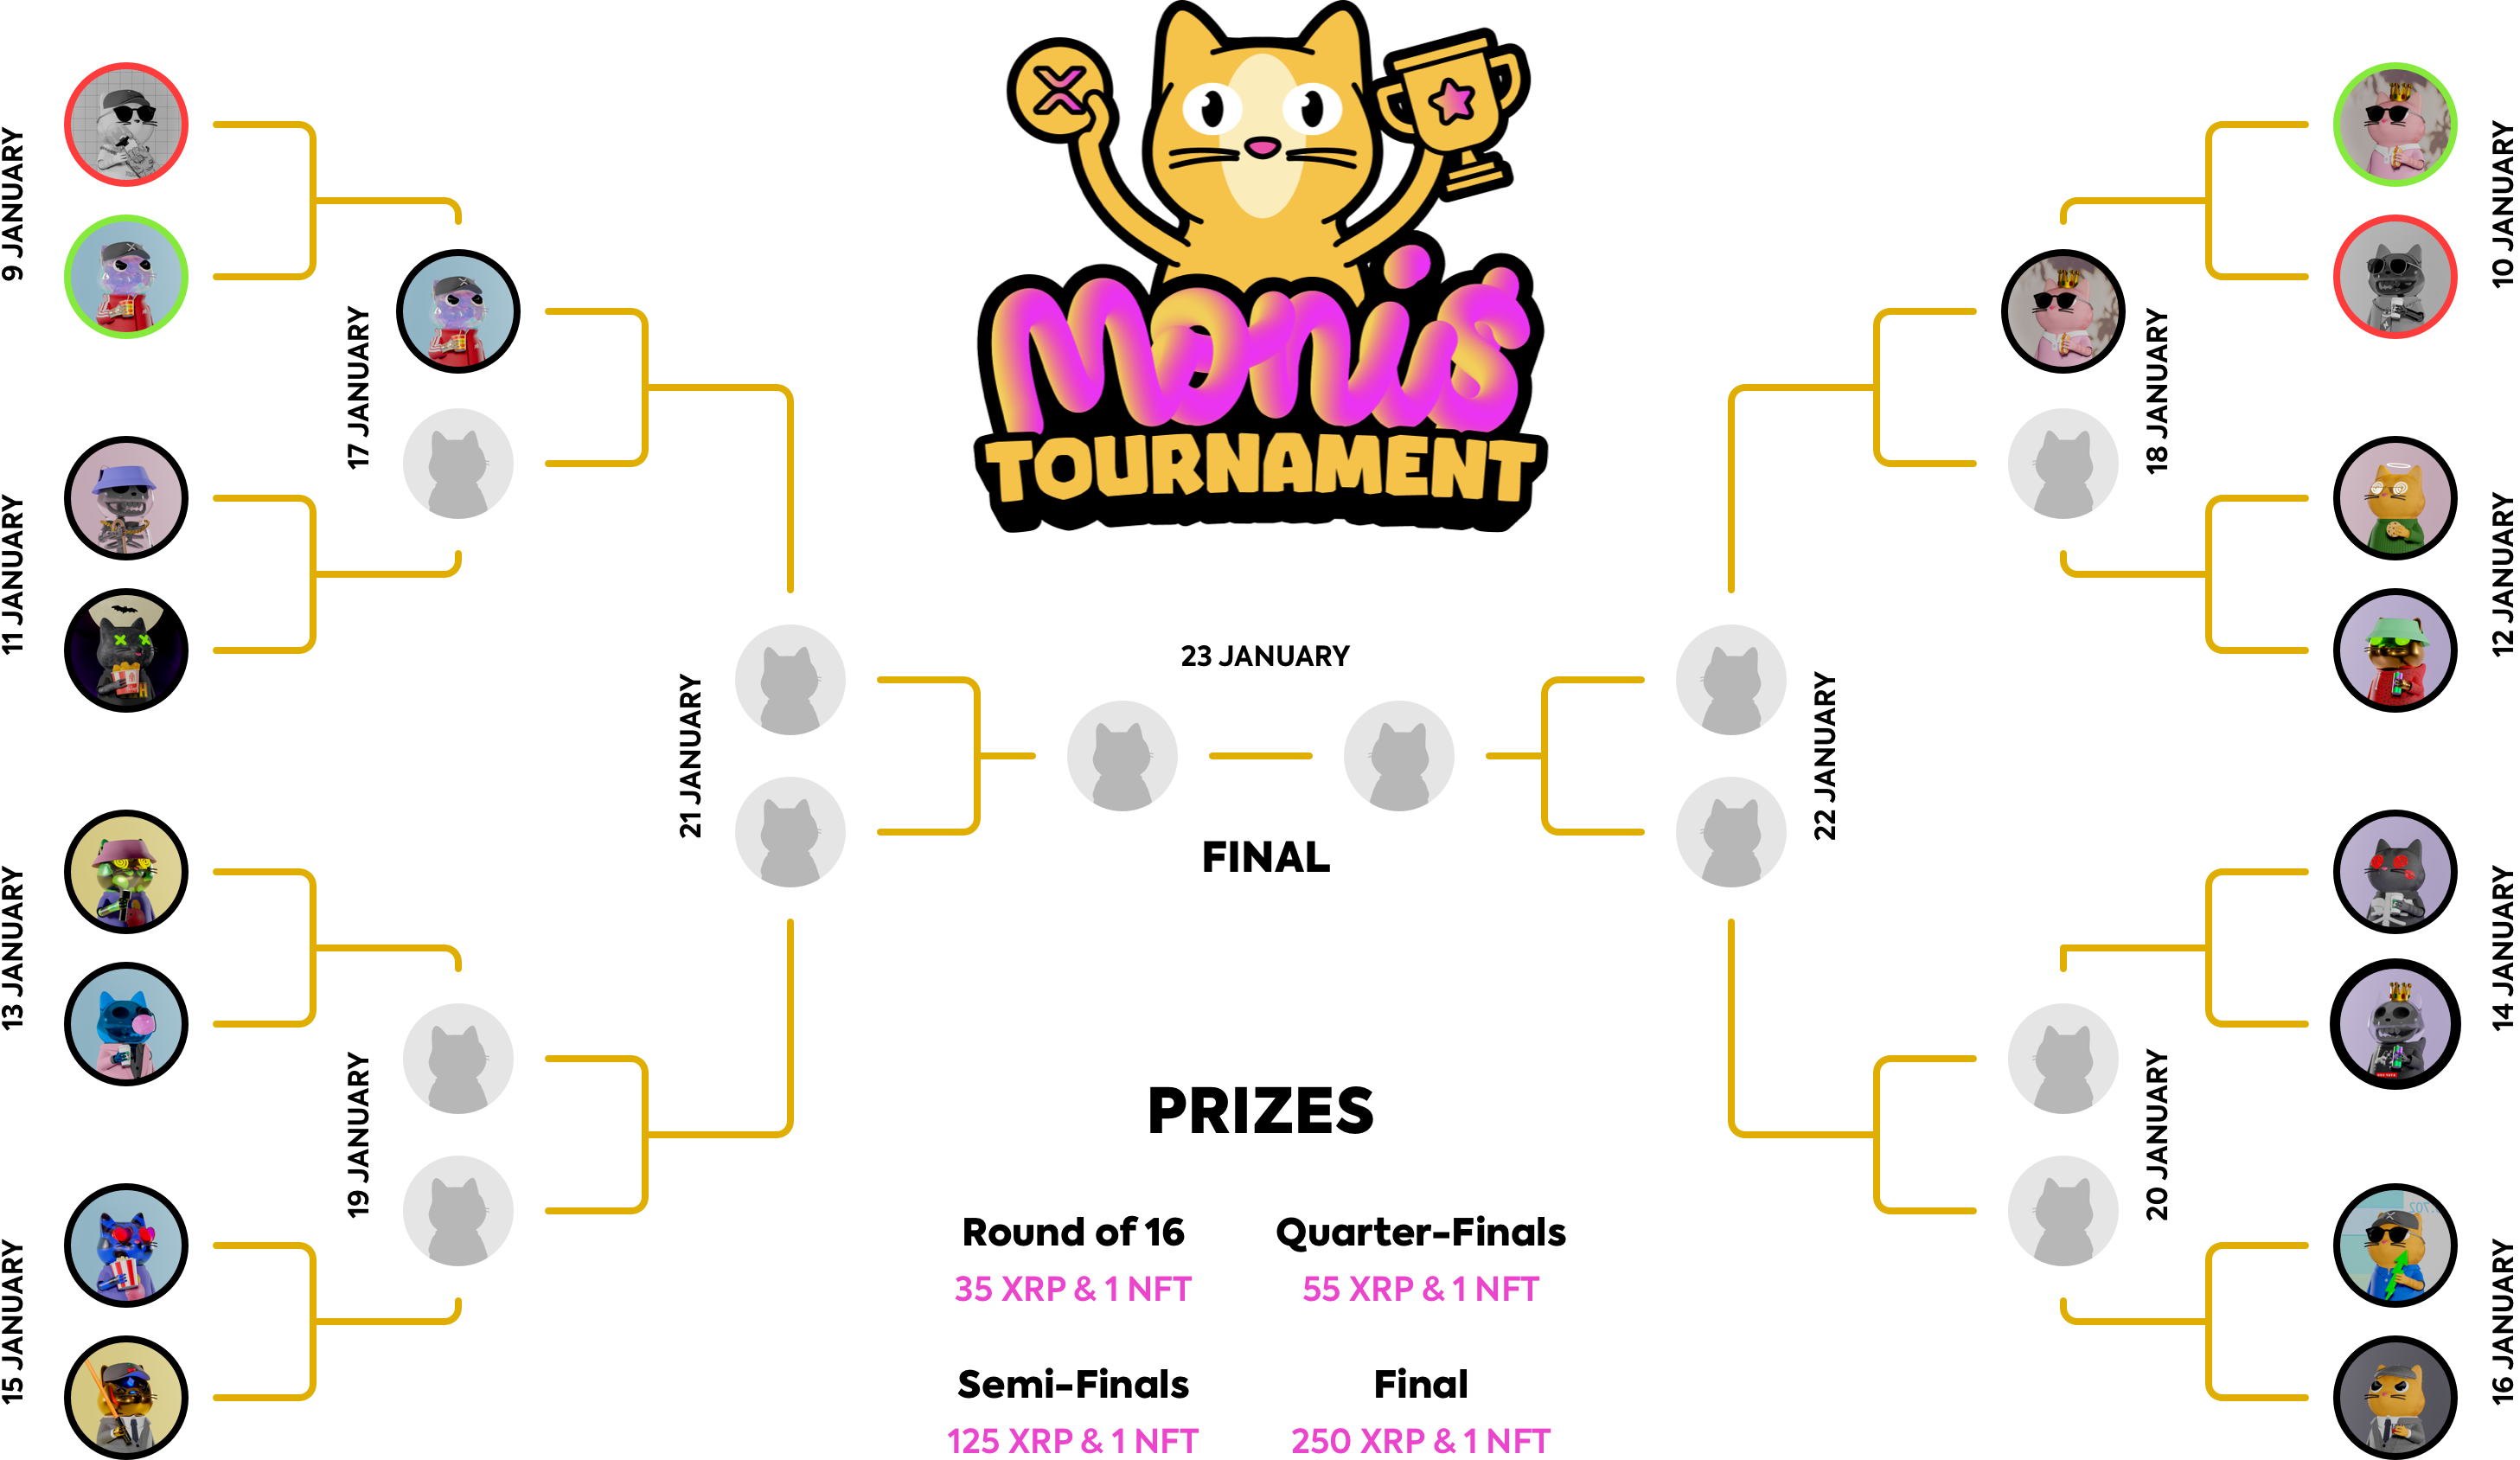 MONIS
TOURNAMENT
9 JANUARY
10 JANUARY
17 JANUARY
18 JANUARY
11 JANUARY
12 JANUARY
23 JANUARY
21 JANUARY
22 JANUARY
FINAL
13 JANUARY
14 JANUARY
19 JANUARY
20 JANUARY
PRIZES
Round of 16
Quarter-Finals
35 XRP & 1 NFT
55 XRP & 1 NFT
15 JANUARY
16 JANUARY
Semi-Finals
Final
125 XRP & 1 NFT
250 XRP & 1 NFT